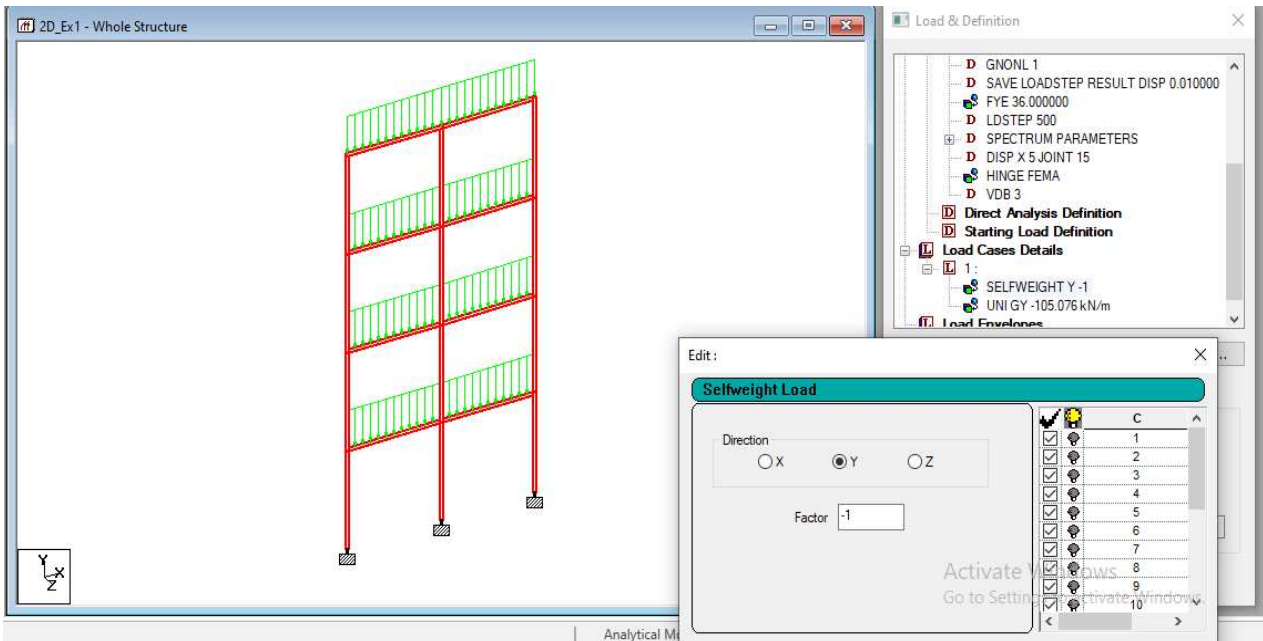 2D_Ex1 - Whole Structure
Load & Definition
D GNONL 1
D SAVE LOADSTEP RESULT DISP 0.010000
FYE 36.000000
D LDSTEP 500
D SPECTRUM PARAMETERS
D DISP X 5 JOINT 15
HINGE FEMA
D VDB 3
D Direct Analysis Definition
D Starting Load Definition
L Load Cases Details
L 1 :
SELFWEIGHT Y -1
UNI GY -105.076 kN/m
L Load Envelopes
..
Edit :
Selfweight Load
Direction
X Y Z
Factor -1
C
1
2
3
4
5
6
7
8
9
10
Y
X
Z
Activate Windows
Go to Settings to activate Windows.
Analytical